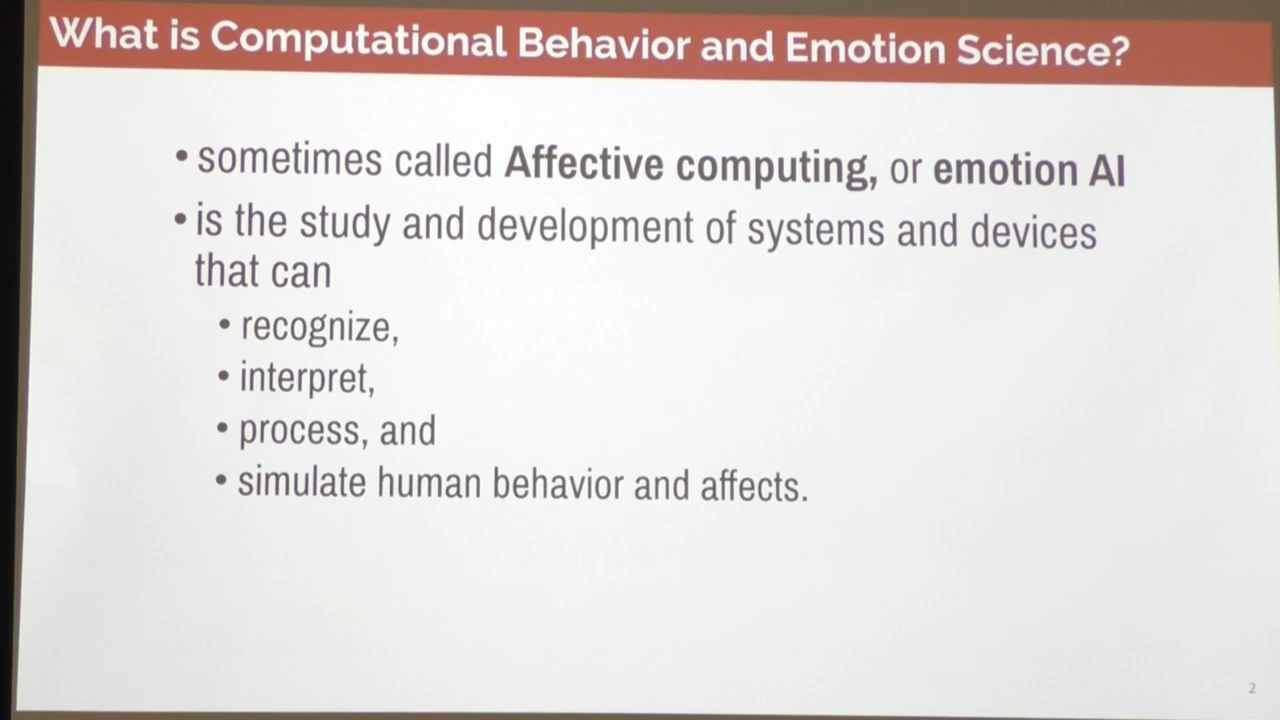 What is Computational Behavior and Emotion Science?
• sometimes called Affective computing, or emotion AI
• is the study and development of systems and devices
that can
• recognize,
• interpret,
• process, and
• simulate human behavior and affects.
2